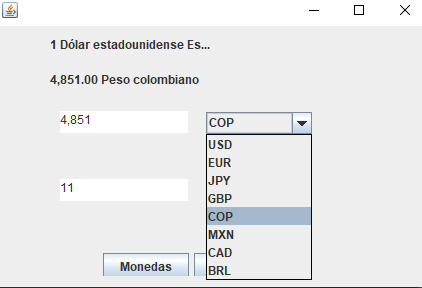 1 Dólar estadounidense Es...
4,851.00 Peso colombiano
4,851 COP
USD
EUR
JPY
GBP
11
COP
MXN
CAD
Monedas
BRL